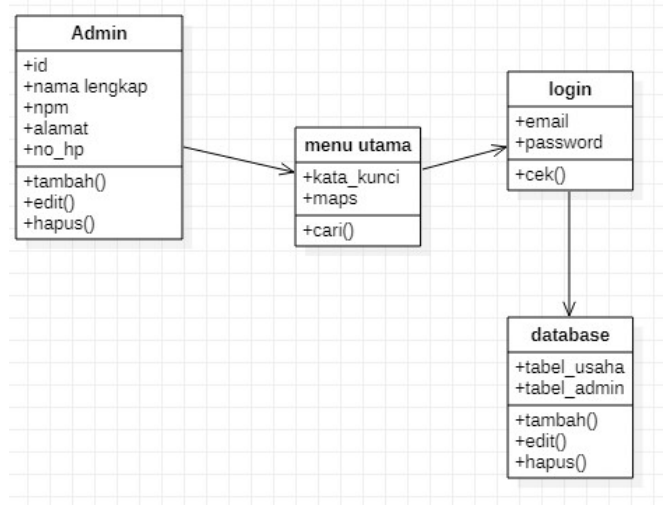 Admin
+id
+nama lengkap
+npm
+alamat
+no_hp
+tambah()
+edit()
+hapus()
menu utama
+kata_kunci
+maps
+cari()
login
+email
+password
+cek()
database
+tabel_usaha
+tabel_admin
+tambah()
+edit()
+hapus()